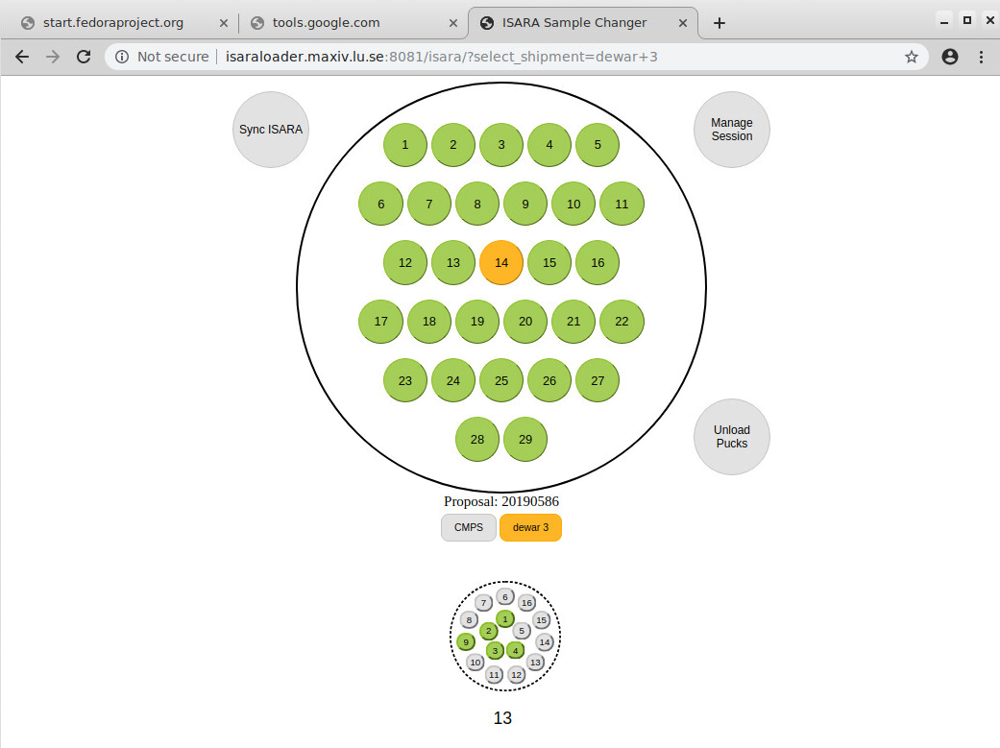 start.fedoraproject.org tools.google.com ISARA Sample Changer
Not secure isaraloader.maxiv.lu.se:8081/isara/?select_shipment=dewar+3
Sync ISARA
Manage
Session
1 2 3 4 5
6 7 8 9 10 11
12 13 14 15 16
17 18 19 20 21 22
23 24 25 26 27
28 29
Unload
Pucks
Proposal: 20190586
CMPS dewar 3
6
7 16
8 1 15
2 5
9 14
3 4
10 13
11 12
13